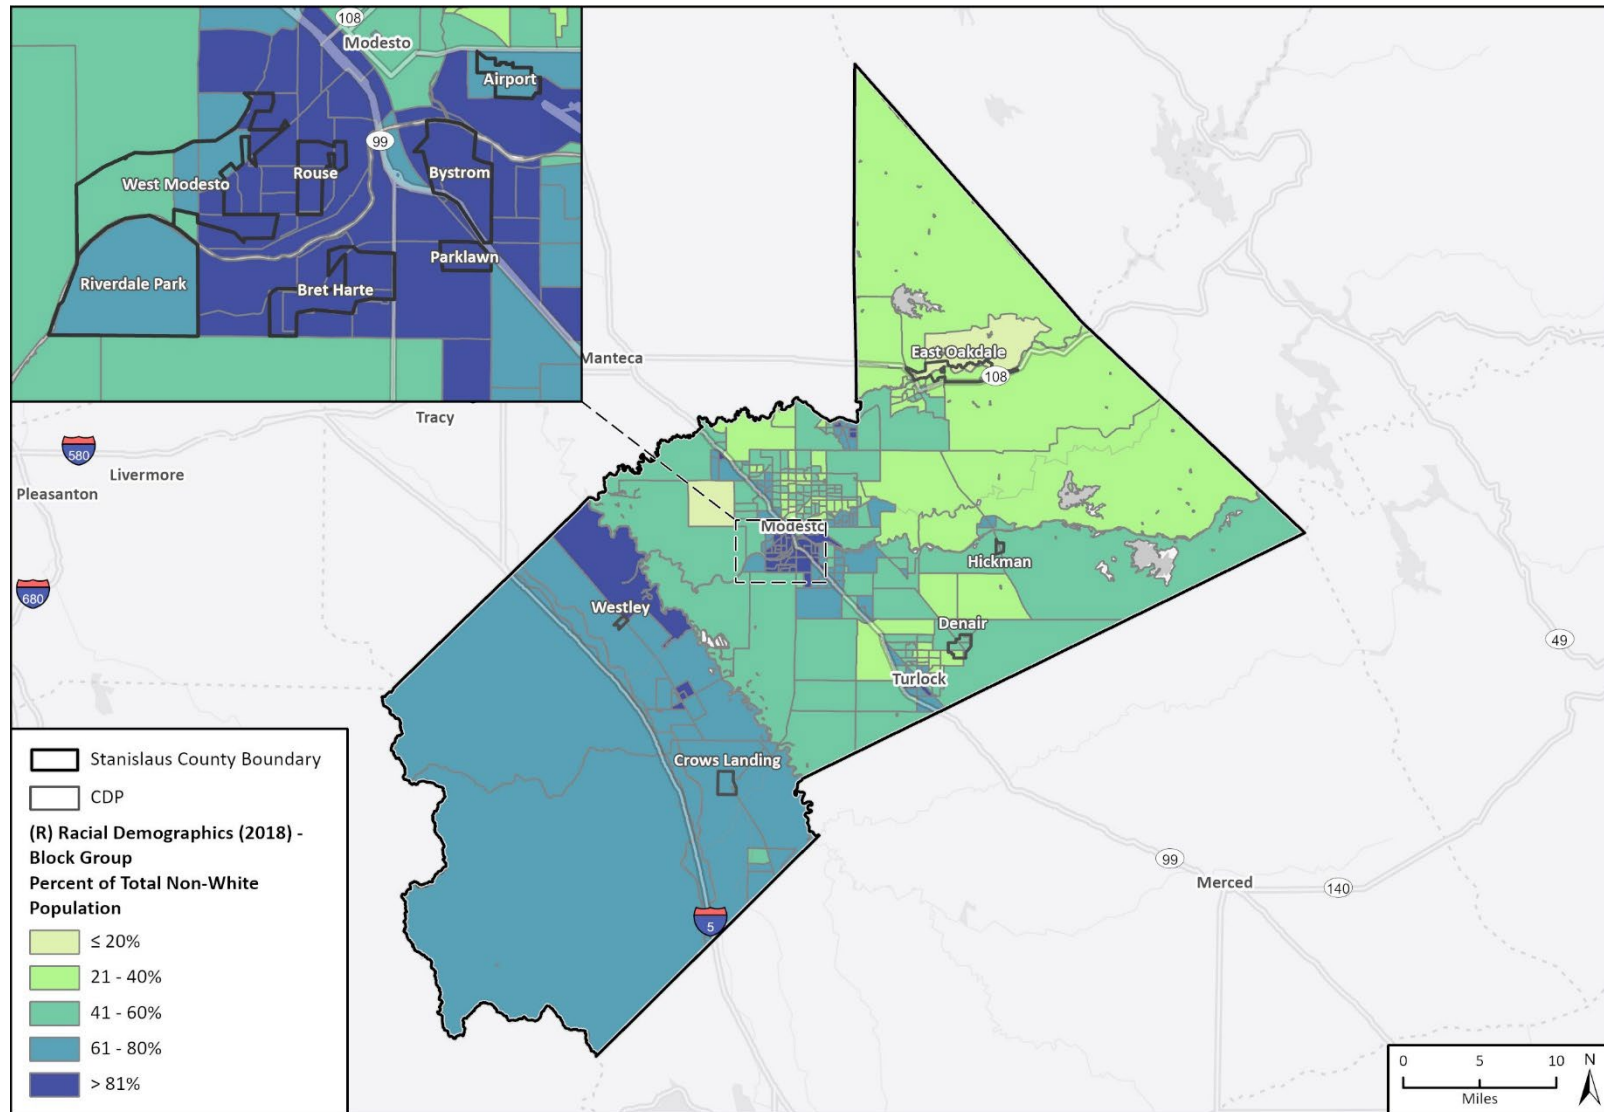 108
Modesto
Airport
99
West Modesto
Rouse
Bystrom
Riverdale Park
Bret Harte
Parklawn
Manteca
East Oakdale
108
Tracy
580
Livermore
Pleasanton
Modesto
Hickman
680
Westley
Denair
49
Turlock
Crows Landing
99
Merced
140
5
Stanislaus County Boundary
CDP
(R) Racial Demographics (2018) -
Block Group
Percent of Total Non-White
Population
≤ 20%
21 - 40%
41 - 60%
61 - 80%
> 81%
0 5 10
Miles
N